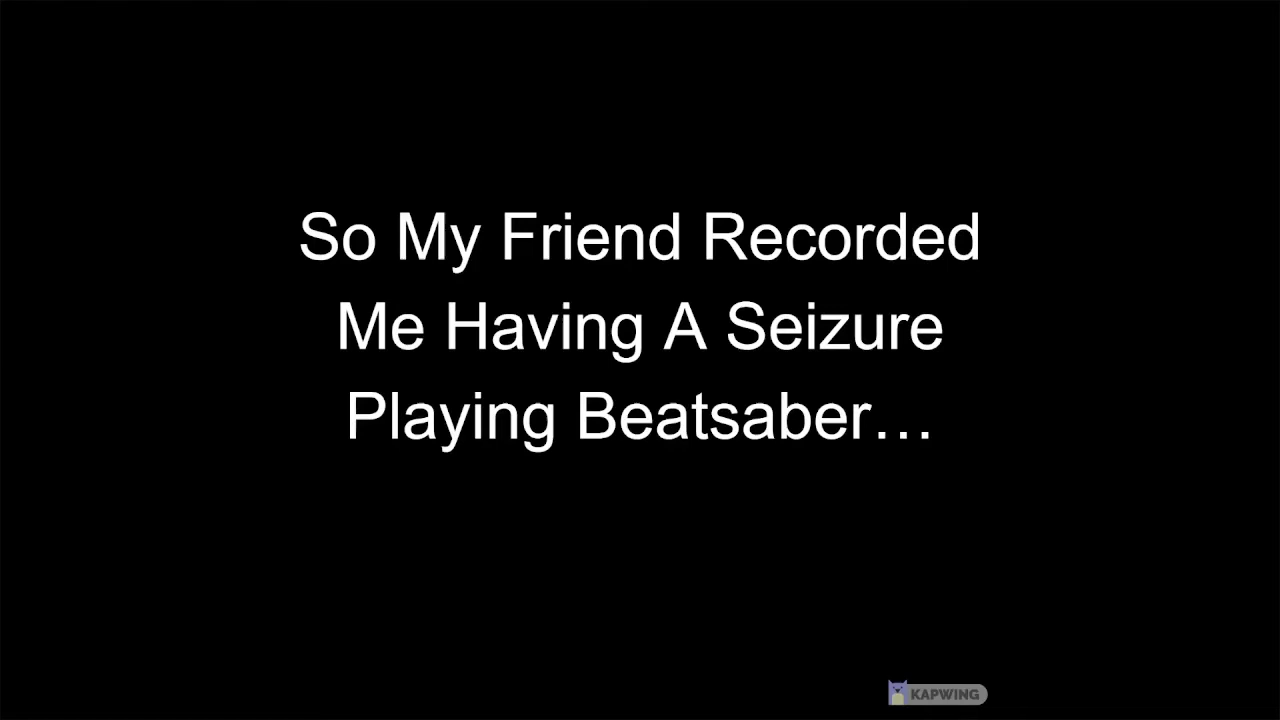 So My Friend Recorded
Me Having A Seizure
Playing Beatsaber…
KAPWING